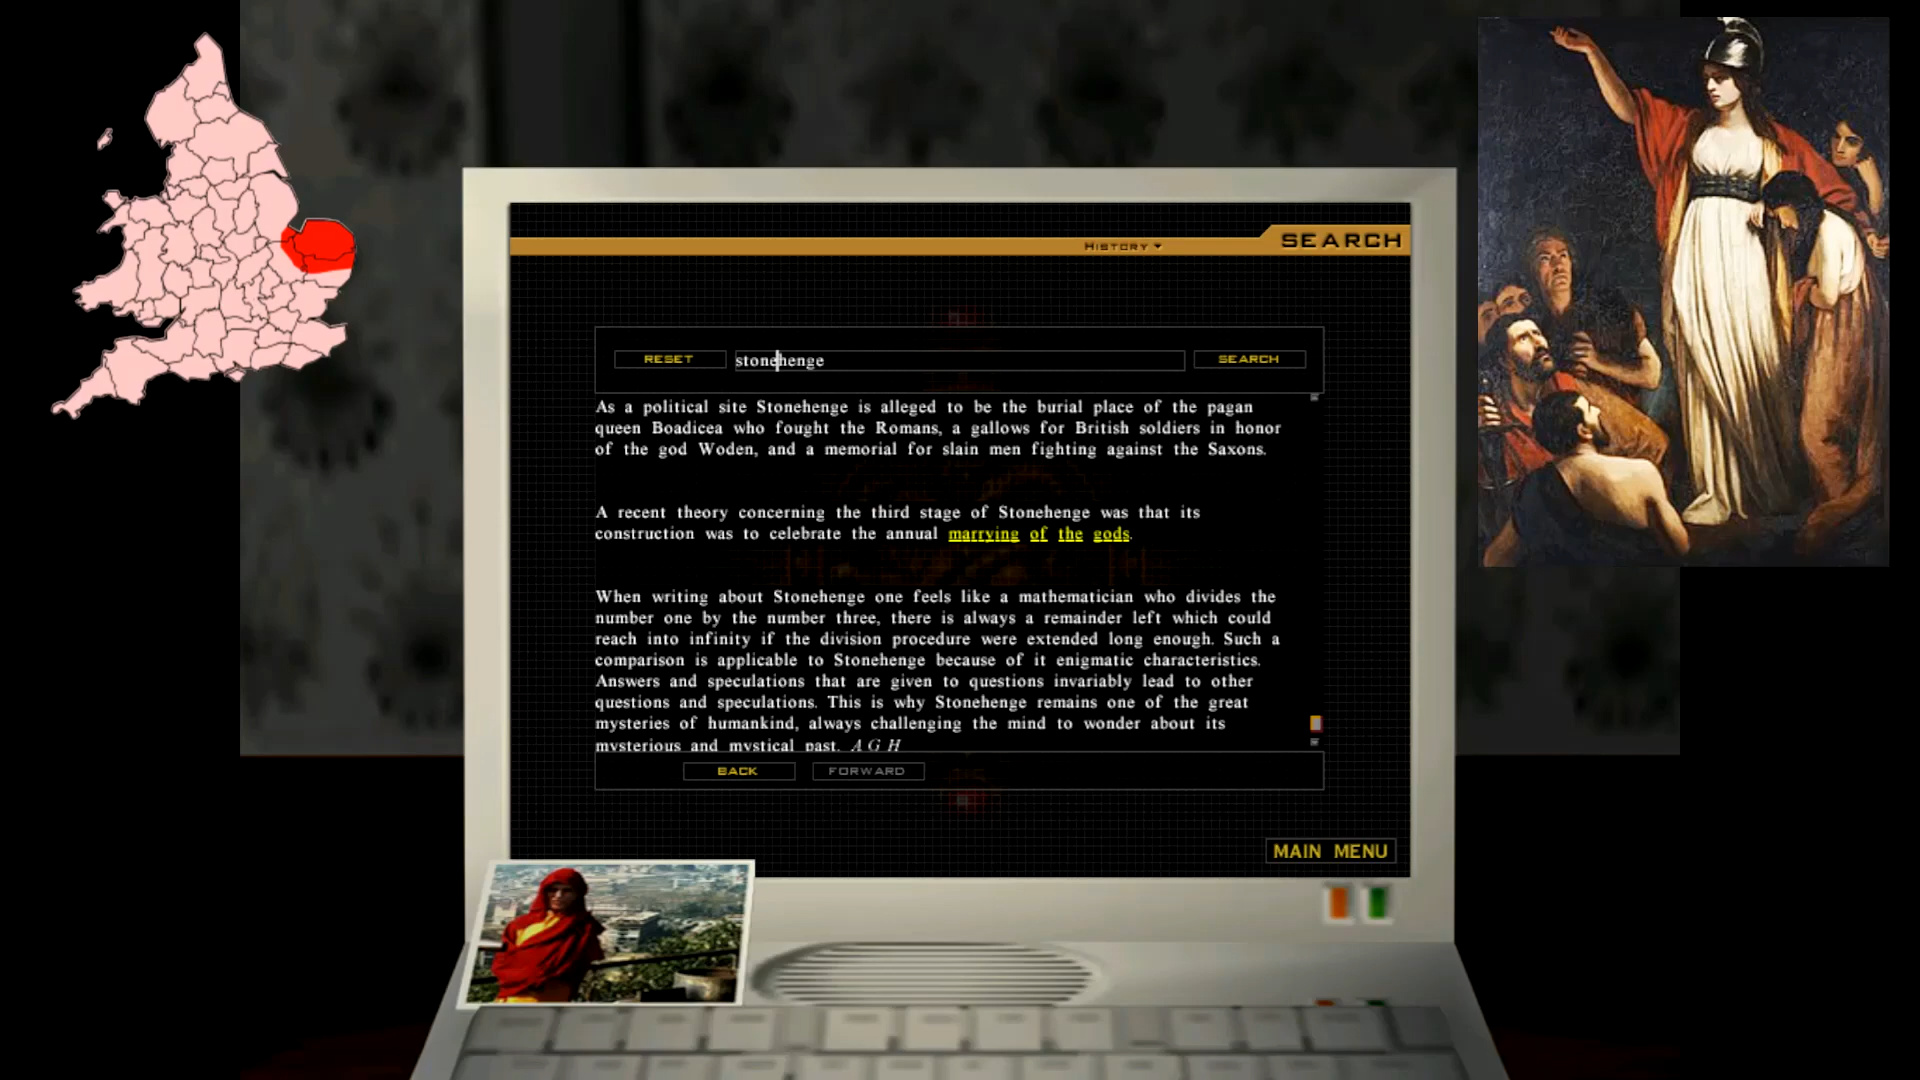 HISTORY
SEARCH
RESET
stonehenge
SEARCH
As a political site Stonehenge is alleged to be the burial place of the pagan
queen Boadicea who fought the Romans, a gallows for British soldiers in honor
of the god Woden, and a memorial for slain men fighting against the Saxons.
A recent theory concerning the third stage of Stonehenge was that its
construction was to celebrate the annual marrying of the gods.
When writing about Stonehenge one feels like a mathematician who divides the
number one by the number three, there is always a remainder left which could
reach into infinity if the division procedure were extended long enough. Such a
comparison is applicable to Stonehenge because of it enigmatic characteristics.
Answers and speculations that are given to questions invariably lead to other
questions and speculations. This is why Stonehenge remains one of the great
mysteries of humankind, always challenging the mind to wonder about its
mysterious and mystical past. A G H
BACK
FORWARD
MAIN MENU